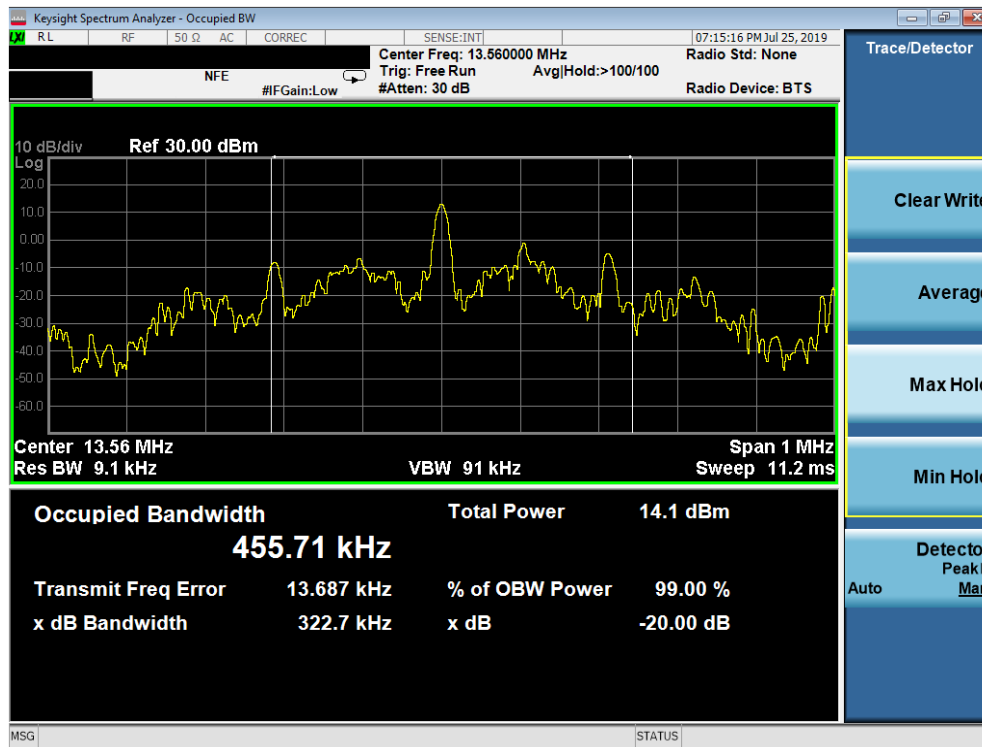 Keysight Spectrum Analyzer - Occupied BW
LXI RL RF 50 Ω AC CORREC SENSE:INT 07:15:16 PM Jul 25, 2019
Center Freq: 13.560000 MHz Radio Std: None
NFE Trig: Free Run Avg|Hold:>100/100
#IFGain:Low #Atten: 30 dB Radio Device: BTS
10 dB/div Ref 30.00 dBm
Log
20.0
10.0
0.00
-10.0
-20.0
-30.0
-40.0
-50.0
-60.0
Center 13.56 MHz Span 1 MHz
Res BW 9.1 kHz VBW 91 kHz Sweep 11.2 ms
Occupied Bandwidth Total Power 14.1 dBm
455.71 kHz
Transmit Freq Error 13.687 kHz % of OBW Power 99.00 %
x dB Bandwidth 322.7 kHz x dB -20.00 dB
MSG STATUS
Trace/Detector
Clear Write
Average
Max Hold
Min Hold
Detector
Peak
Auto